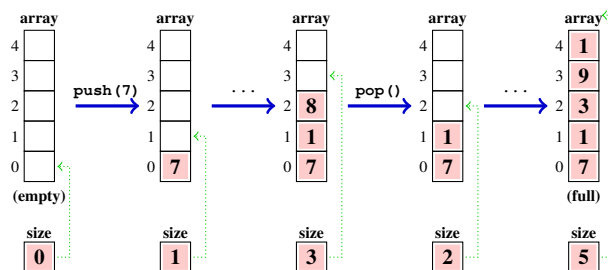 array array array array array
4 4 4 4 4 1
3 3 3 3 3 9
push(7) ... pop() ...
2 2 2 8 2 2 3
1 1 1 1 1 1 1 1
0 0 7 0 7 0 7 0 7
(empty) (full)
size size size size size
0 1 3 2 5